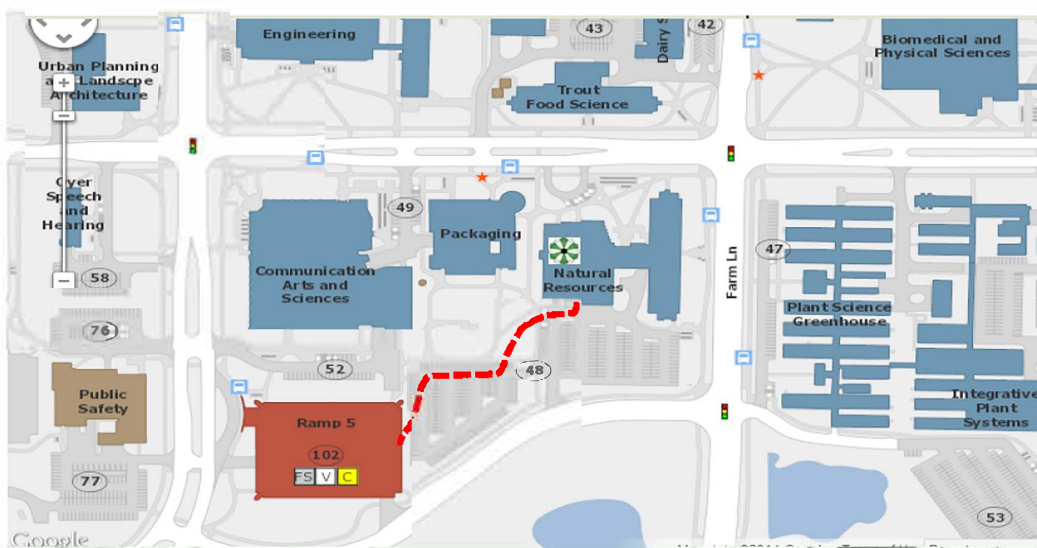 43
42
Dairy S
Engineering
Biomedical and
Physical Sciences
Urban Planning
Landscpe
Architecture
Trout
Food Science
Oyer
Speech
and
Hearing
49
Packaging
47
Farm Ln
Natural
Resources
Communication
Arts and
Sciences
58
Plant Science
Greenhouse
76
52
48
Public
Safety
Integrative
Plant
Systems
Ramp 5
102
FS V C
77
53
Google